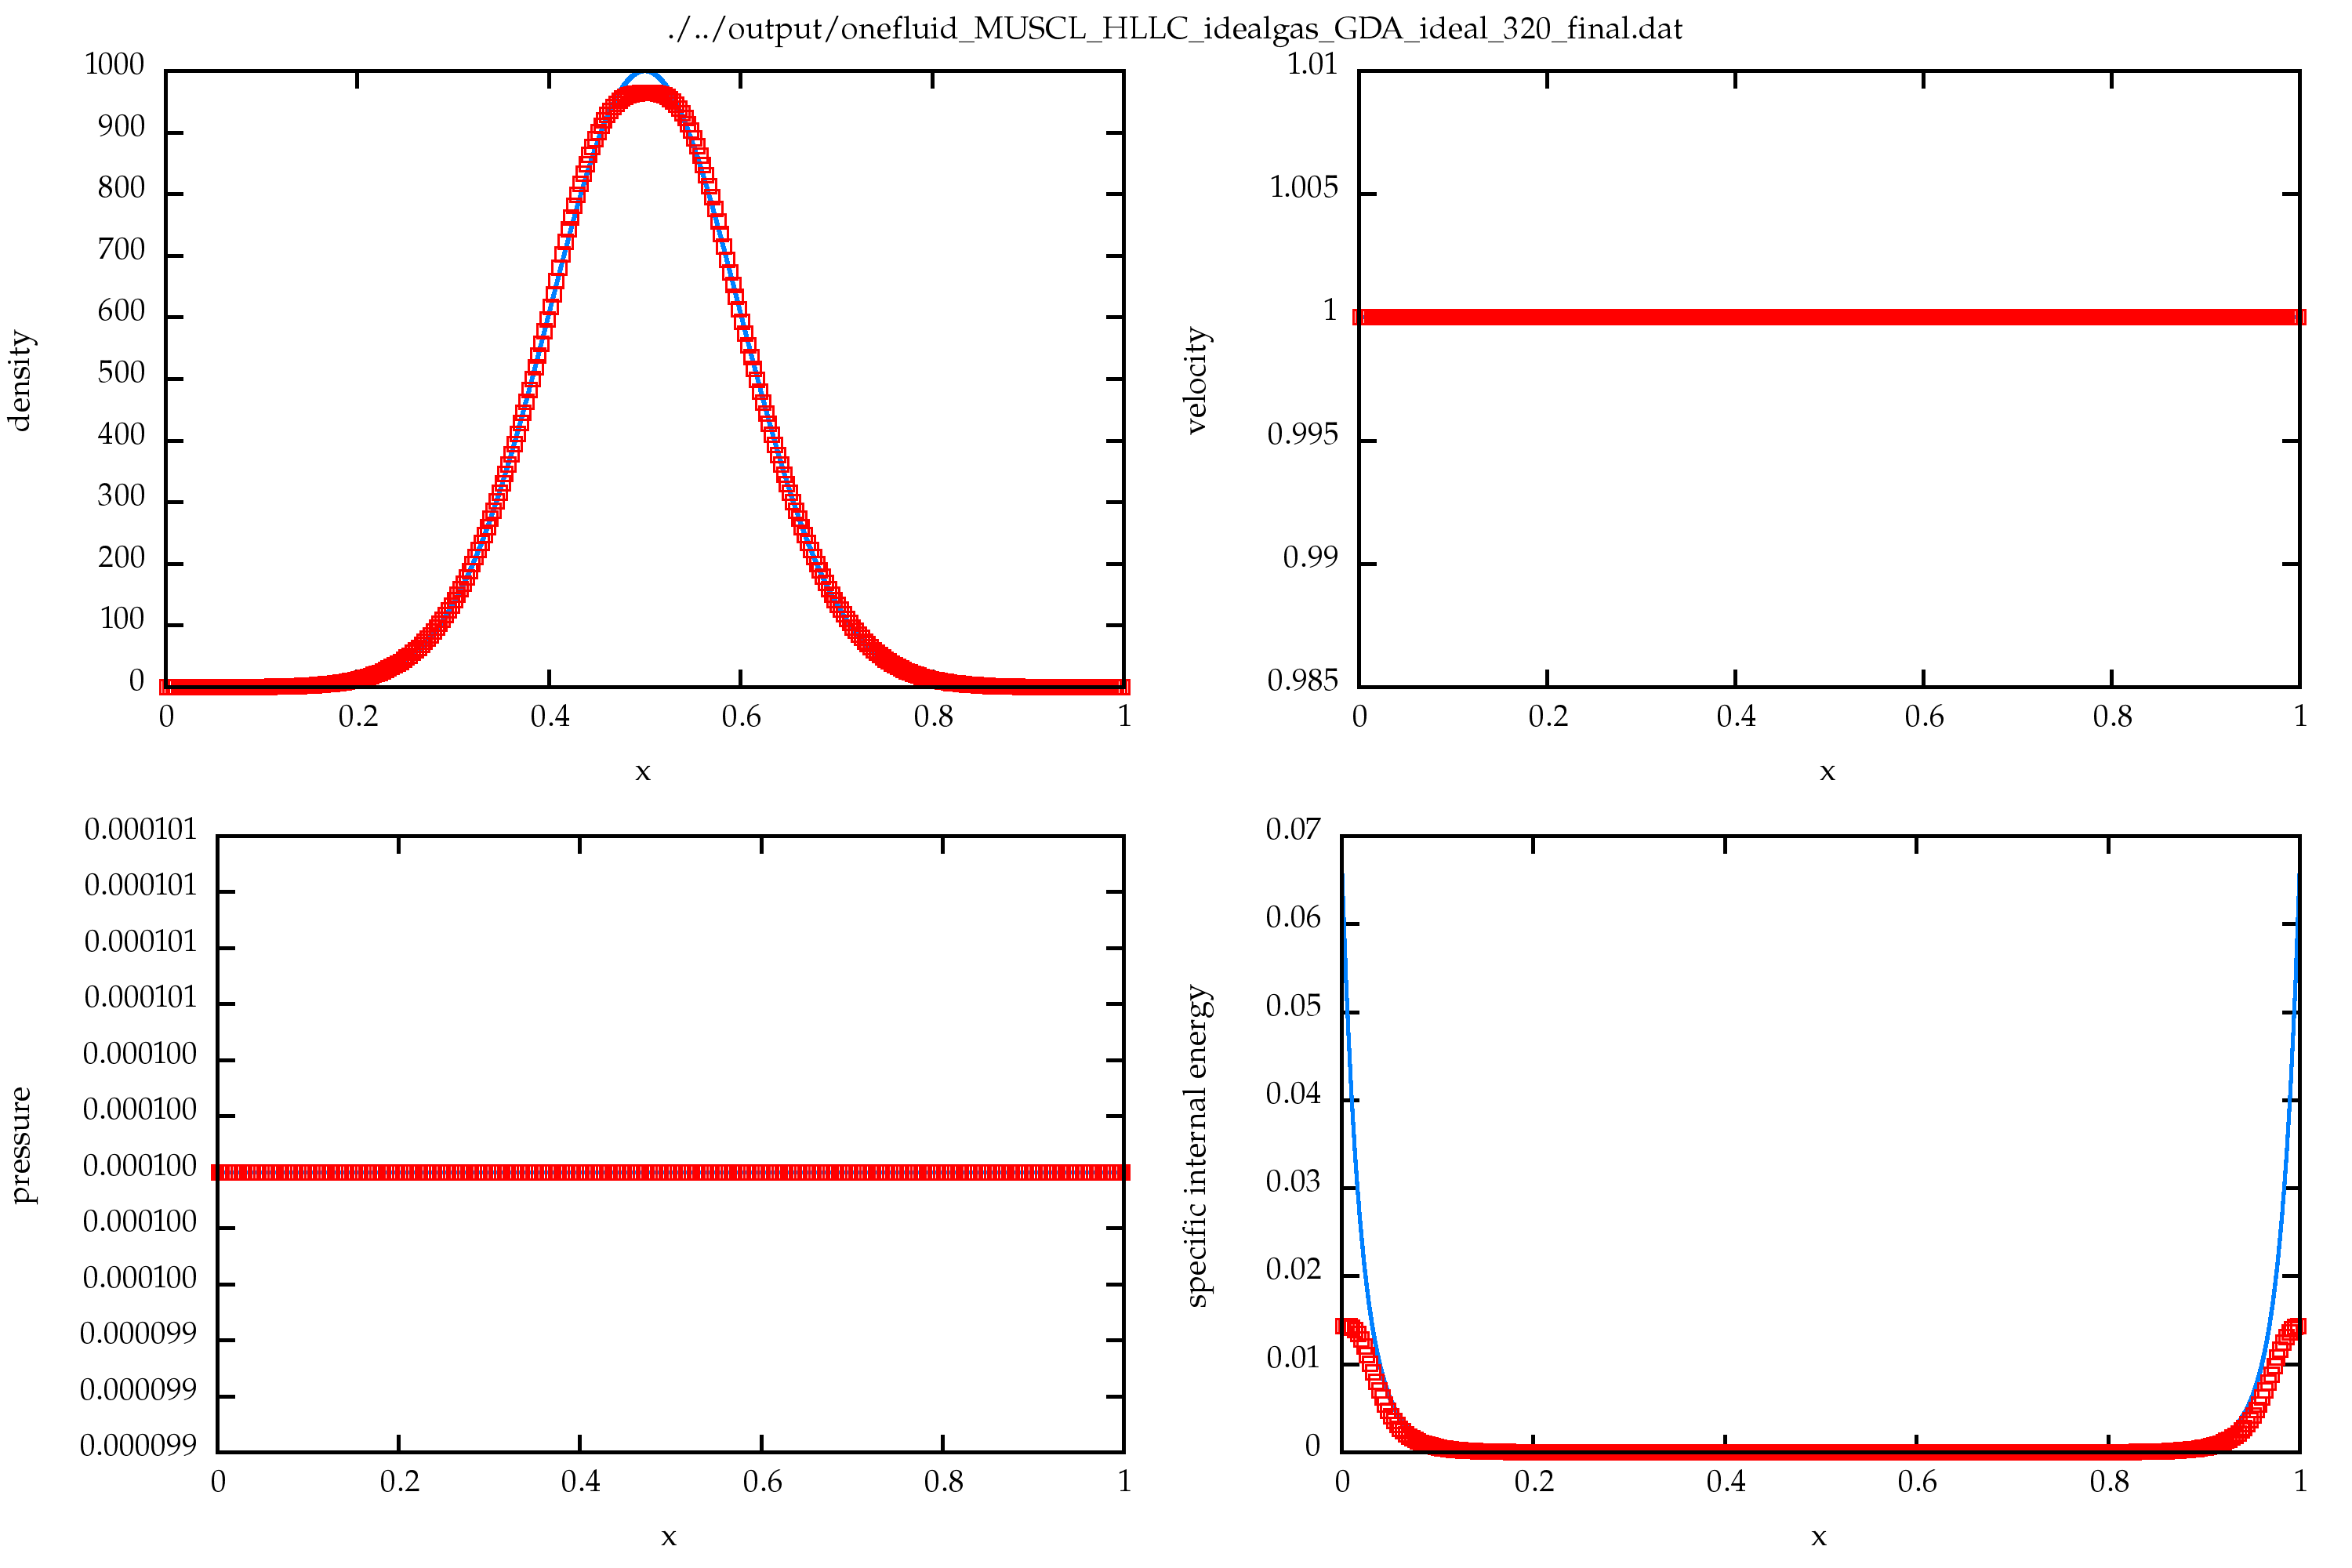 ./../output/onefluid_MUSCL_HLLC_idealgas_GDA_ideal_320_final.dat
1000
900
800
700
600
500
400
300
200
100
0
density
0 0.2 0.4 0.6 0.8 1
x
1.01
1.005
1
0.995
0.99
0.985
velocity
0 0.2 0.4 0.6 0.8 1
x
0.000101
0.000101
0.000101
0.000101
0.000100
0.000100
0.000100
0.000100
0.000100
0.000099
0.000099
0.000099
pressure
0 0.2 0.4 0.6 0.8 1
x
0.07
0.06
0.05
0.04
0.03
0.02
0.01
0
specific internal energy
0 0.2 0.4 0.6 0.8 1
x